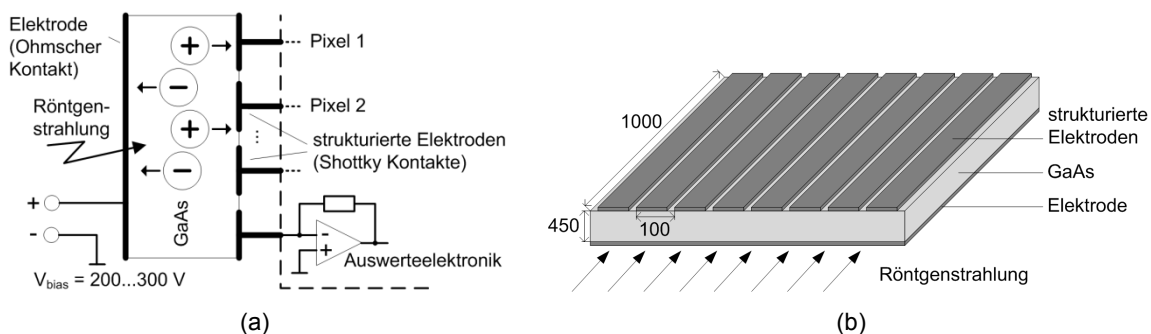 Elektrode
(Ohmscher
Kontakt)
Röntgen-
strahlung
+
-
V_bias = 200...300 V
GaAs
+
-
+
-
Pixel 1
Pixel 2
...
strukturierte Elektroden
(Shottky Kontakte)
-
+
Auswerteelektronik
(a)
1000
450
100
strukturierte
Elektroden
GaAs
Elektrode
Röntgenstrahlung
(b)